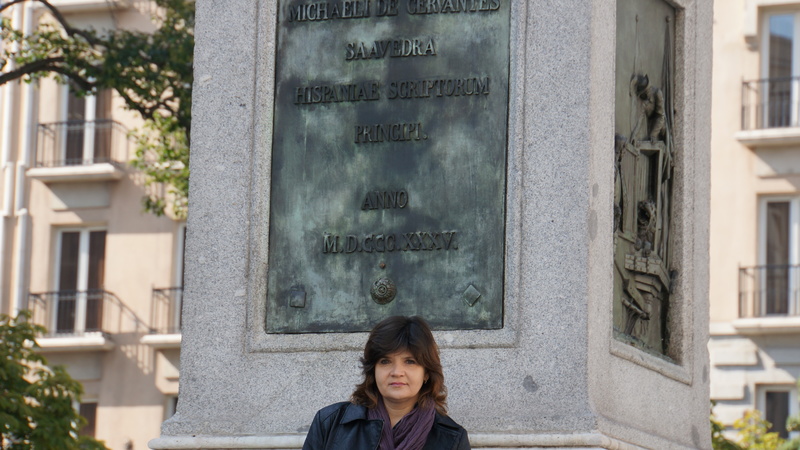 MICHAELI DE CERVANTES
SAAVEDRA
HISPANIAE SCRIPTORUM
PRINCIPI.
ANNO
M.D.CCC.XXXV.